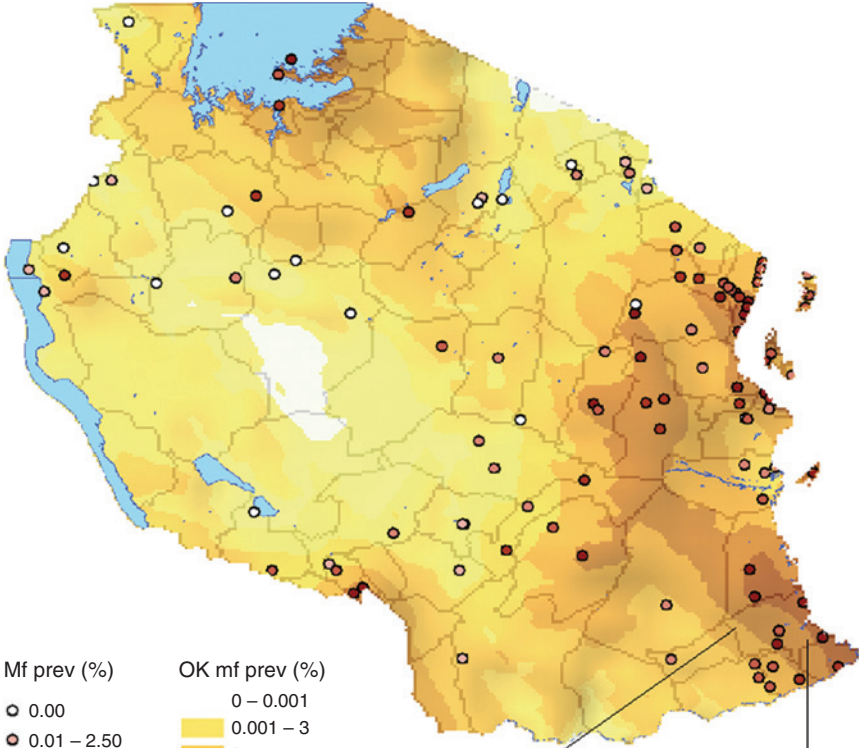 Mf prev (%)
OK mf prev (%)
0.00
0 – 0.001
0.01 – 2.50
0.001 – 3